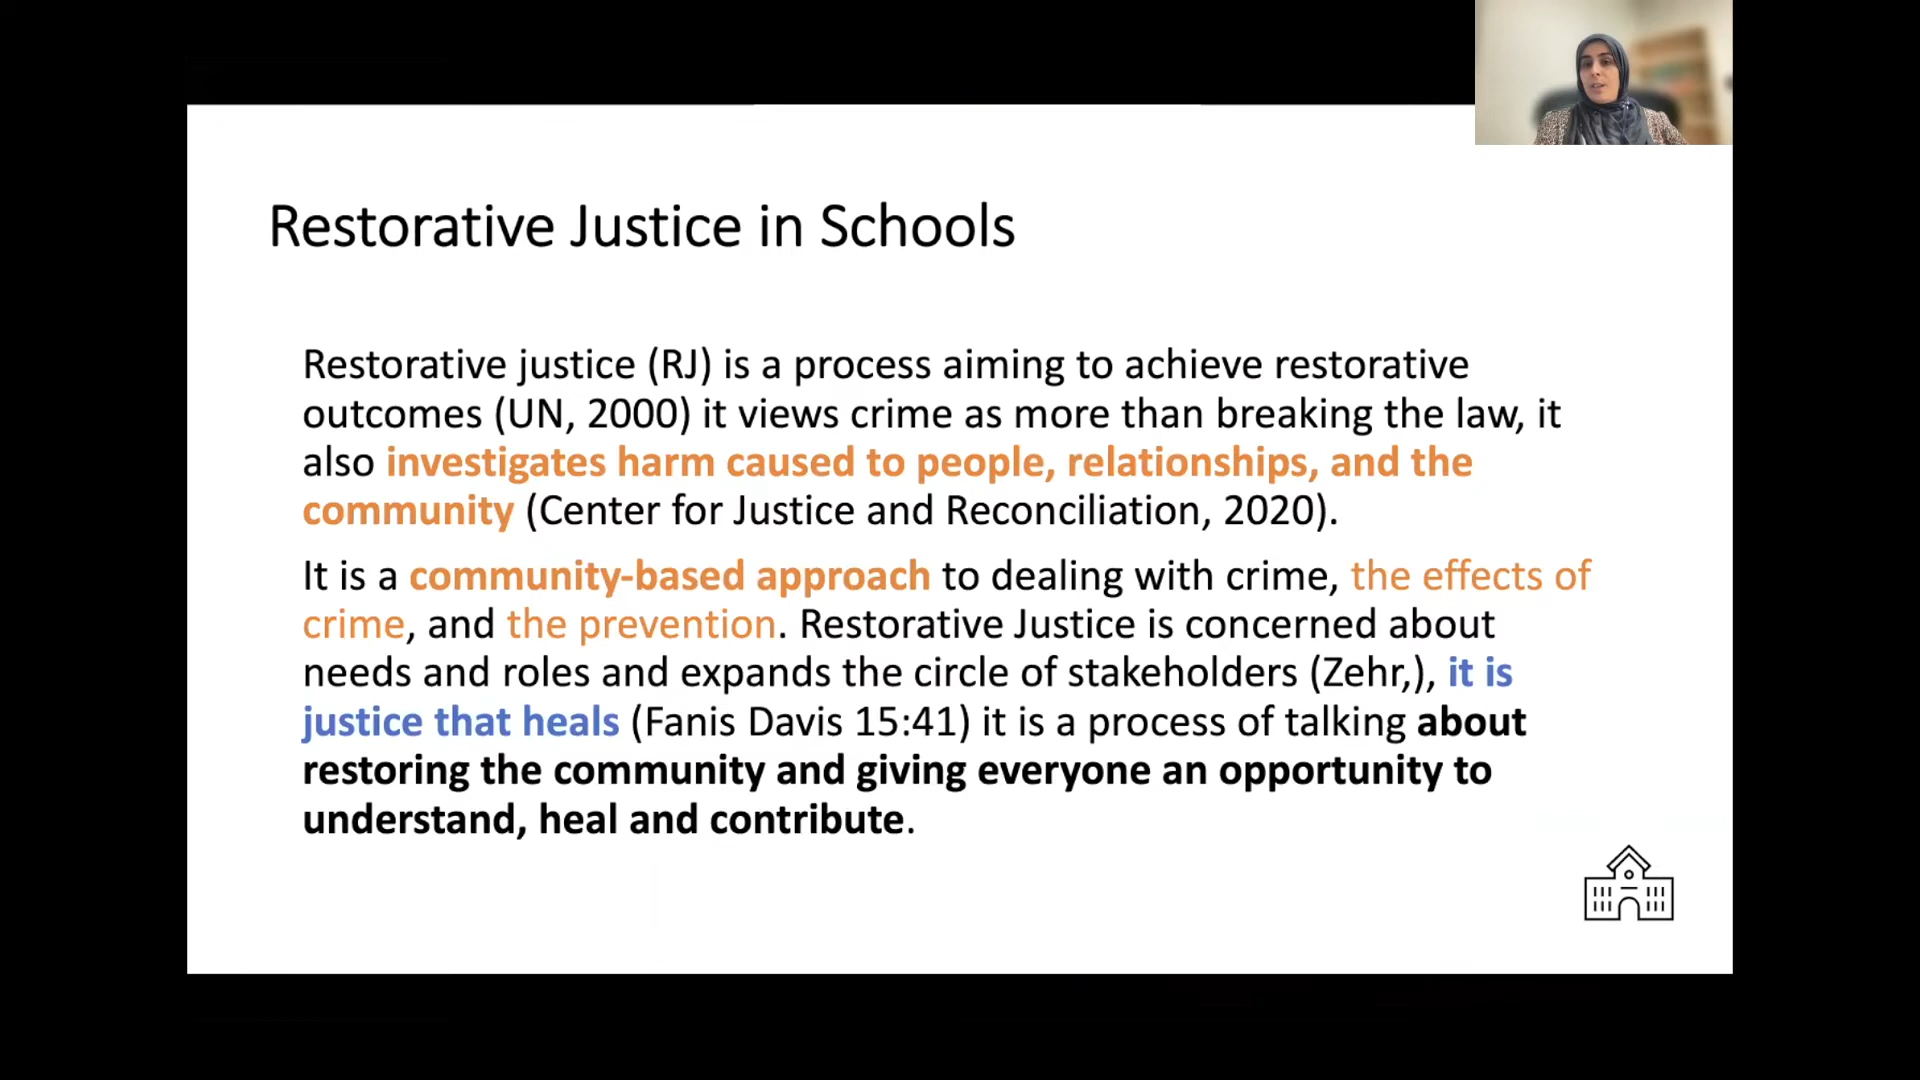 Restorative Justice in Schools
Restorative justice (RJ) is a process aiming to achieve restorative
outcomes (UN, 2000) it views crime as more than breaking the law, it
also investigates harm caused to people, relationships, and the
community (Center for Justice and Reconciliation, 2020).
It is a community-based approach to dealing with crime, the effects of
crime, and the prevention. Restorative Justice is concerned about
needs and roles and expands the circle of stakeholders (Zehr,), it is
justice that heals (Fanis Davis 15:41) it is a process of talking about
restoring the community and giving everyone an opportunity to
understand, heal and contribute.